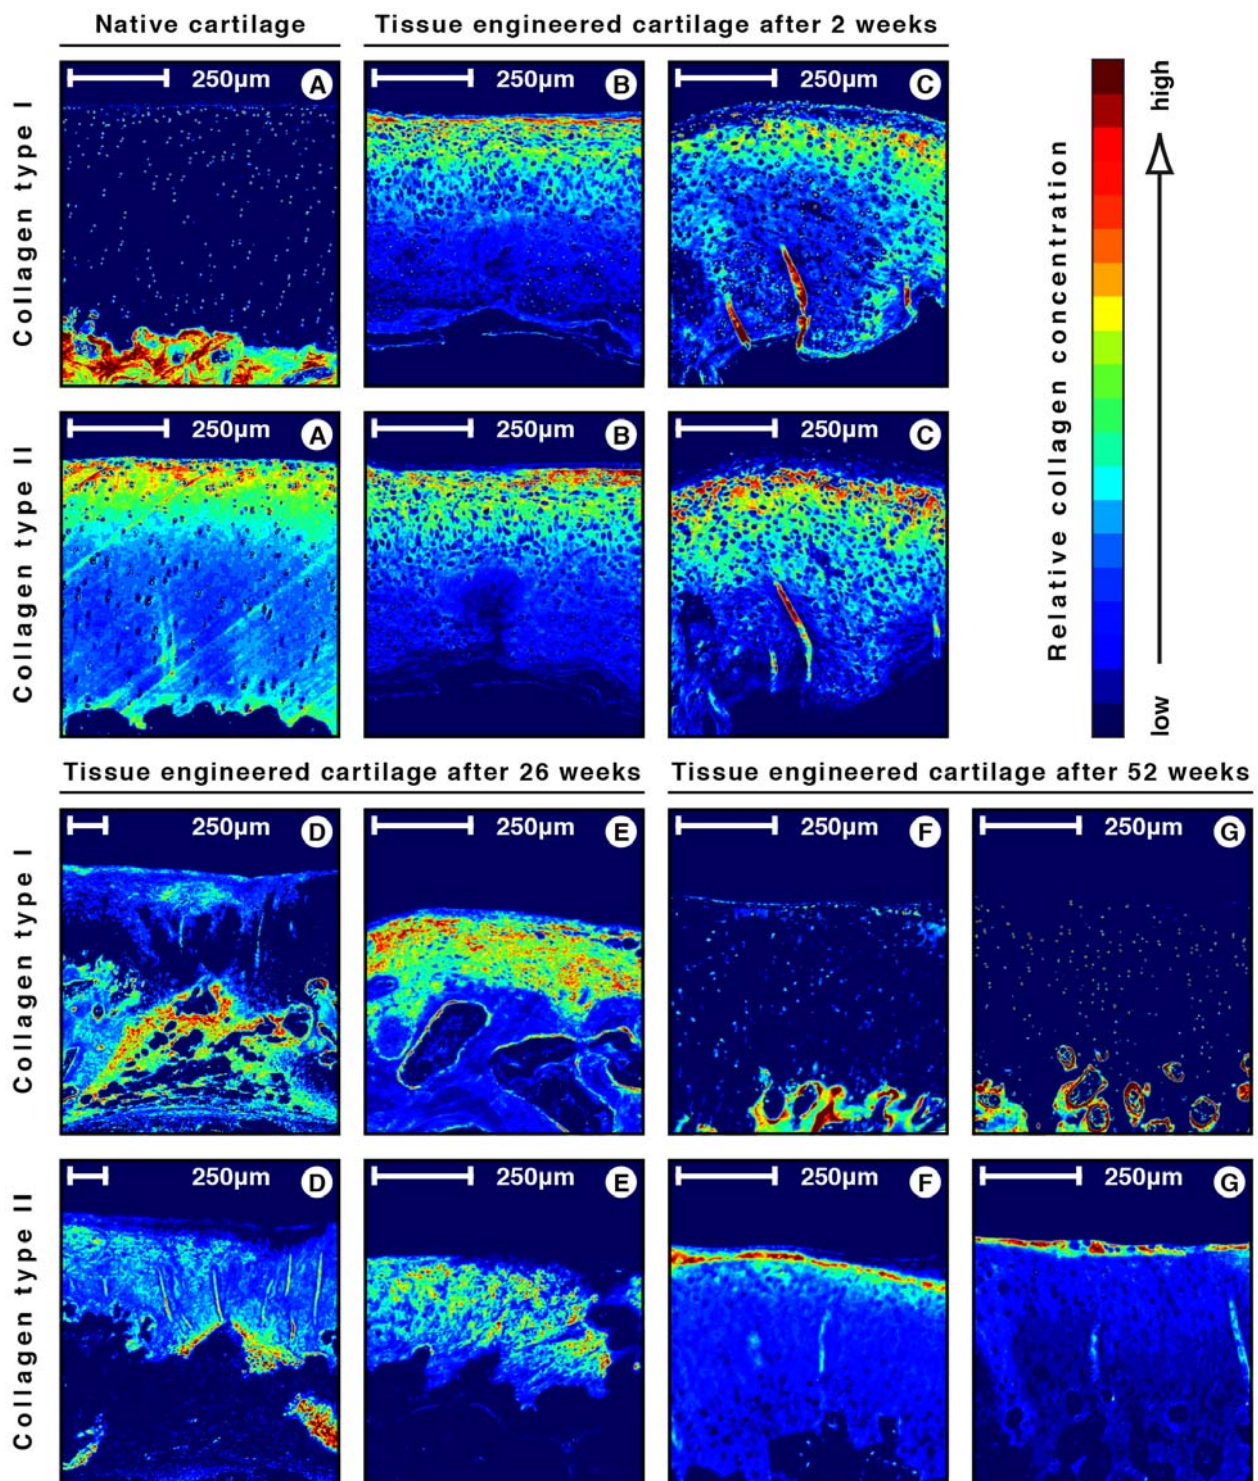 Native cartilage
Tissue engineered cartilage after 2 weeks
Collagen type I
250µm A
250µm B
250µm C
Collagen type II
250µm A
250µm B
250µm C
Relative collagen concentration
high
low
Tissue engineered cartilage after 26 weeks
Tissue engineered cartilage after 52 weeks
Collagen type I
250µm D
250µm E
250µm F
250µm G
Collagen type II
250µm D
250µm E
250µm F
250µm G